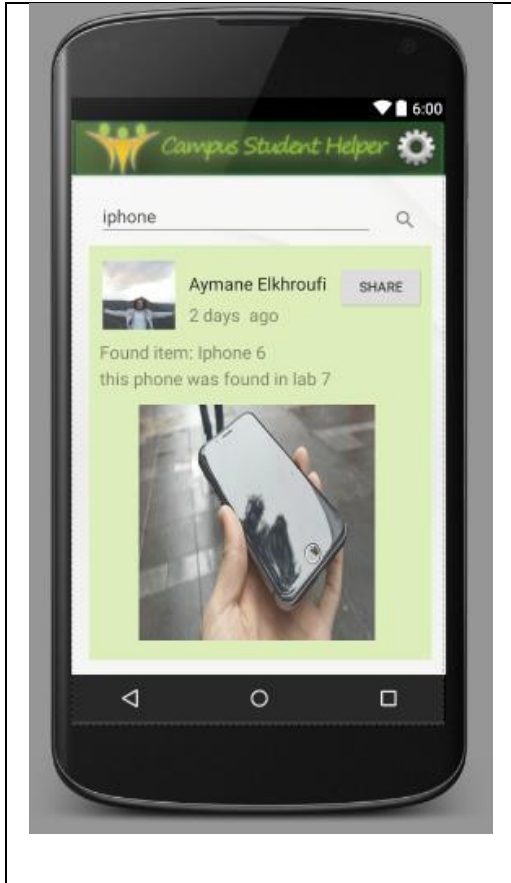 6:00
Campus Student Helper
iphone
Aymane Elkhroufi
SHARE
2 days ago
Found item: Iphone 6
this phone was found in lab 7